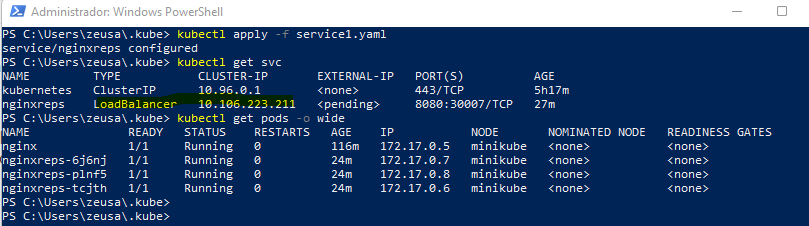 Administrador: Windows PowerShell
PS C:\Users\zeusa\.kube> kubectl apply -f service1.yaml
service/nginxreps configured
PS C:\Users\zeusa\.kube> kubectl get svc
NAME TYPE CLUSTER-IP EXTERNAL-IP PORT(S) AGE
kubernetes ClusterIP 10.96.0.1 <none> 443/TCP 5h17m
nginxreps LoadBalancer 10.106.223.211 <pending> 8080:30007/TCP 27m
PS C:\Users\zeusa\.kube> kubectl get pods -o wide
NAME READY STATUS RESTARTS AGE IP NODE NOMINATED NODE READINESS GATES
nginx 1/1 Running 0 116m 172.17.0.5 minikube <none> <none>
nginxreps-6j6nj 1/1 Running 0 24m 172.17.0.7 minikube <none> <none>
nginxreps-plnf5 1/1 Running 0 24m 172.17.0.8 minikube <none> <none>
nginxreps-tcjth 1/1 Running 0 24m 172.17.0.6 minikube <none> <none>
PS C:\Users\zeusa\.kube>
PS C:\Users\zeusa\.kube>